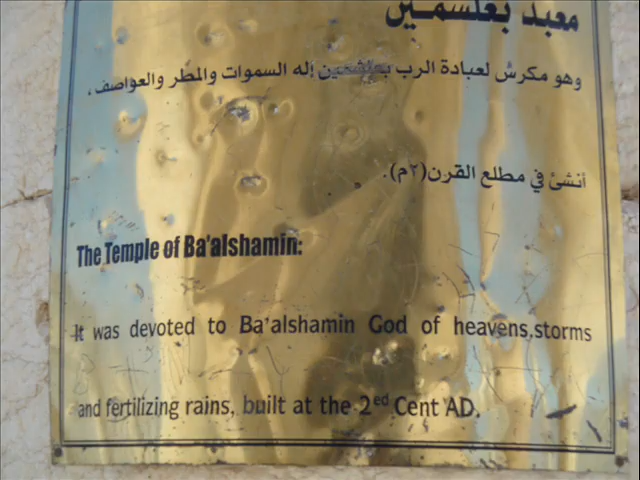 معبد بعلسمين
وهو مكرش لعبادة الرب بعلشمين إله السموات والمطر والعواصف.
أنشئ في مطلع القرن(٢م).
The Temple of Ba'alshamin:
It was devoted to Ba'alshamin God of heavens.storms
and fertilizing rains, built at the 2ed Cent AD.